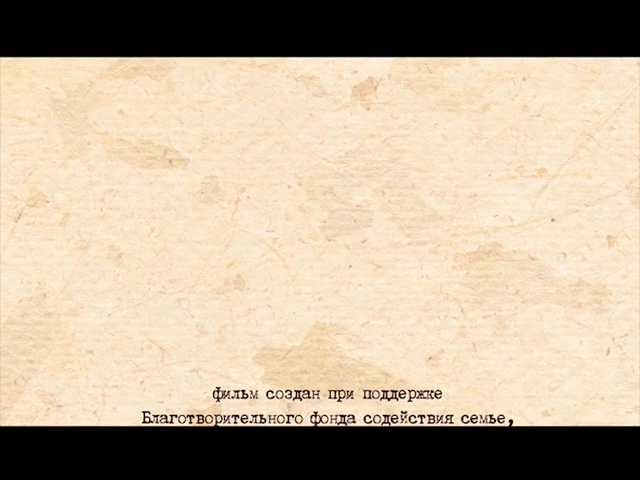 фильм создан при поддержке
Благотворительного фонда содействия семье,